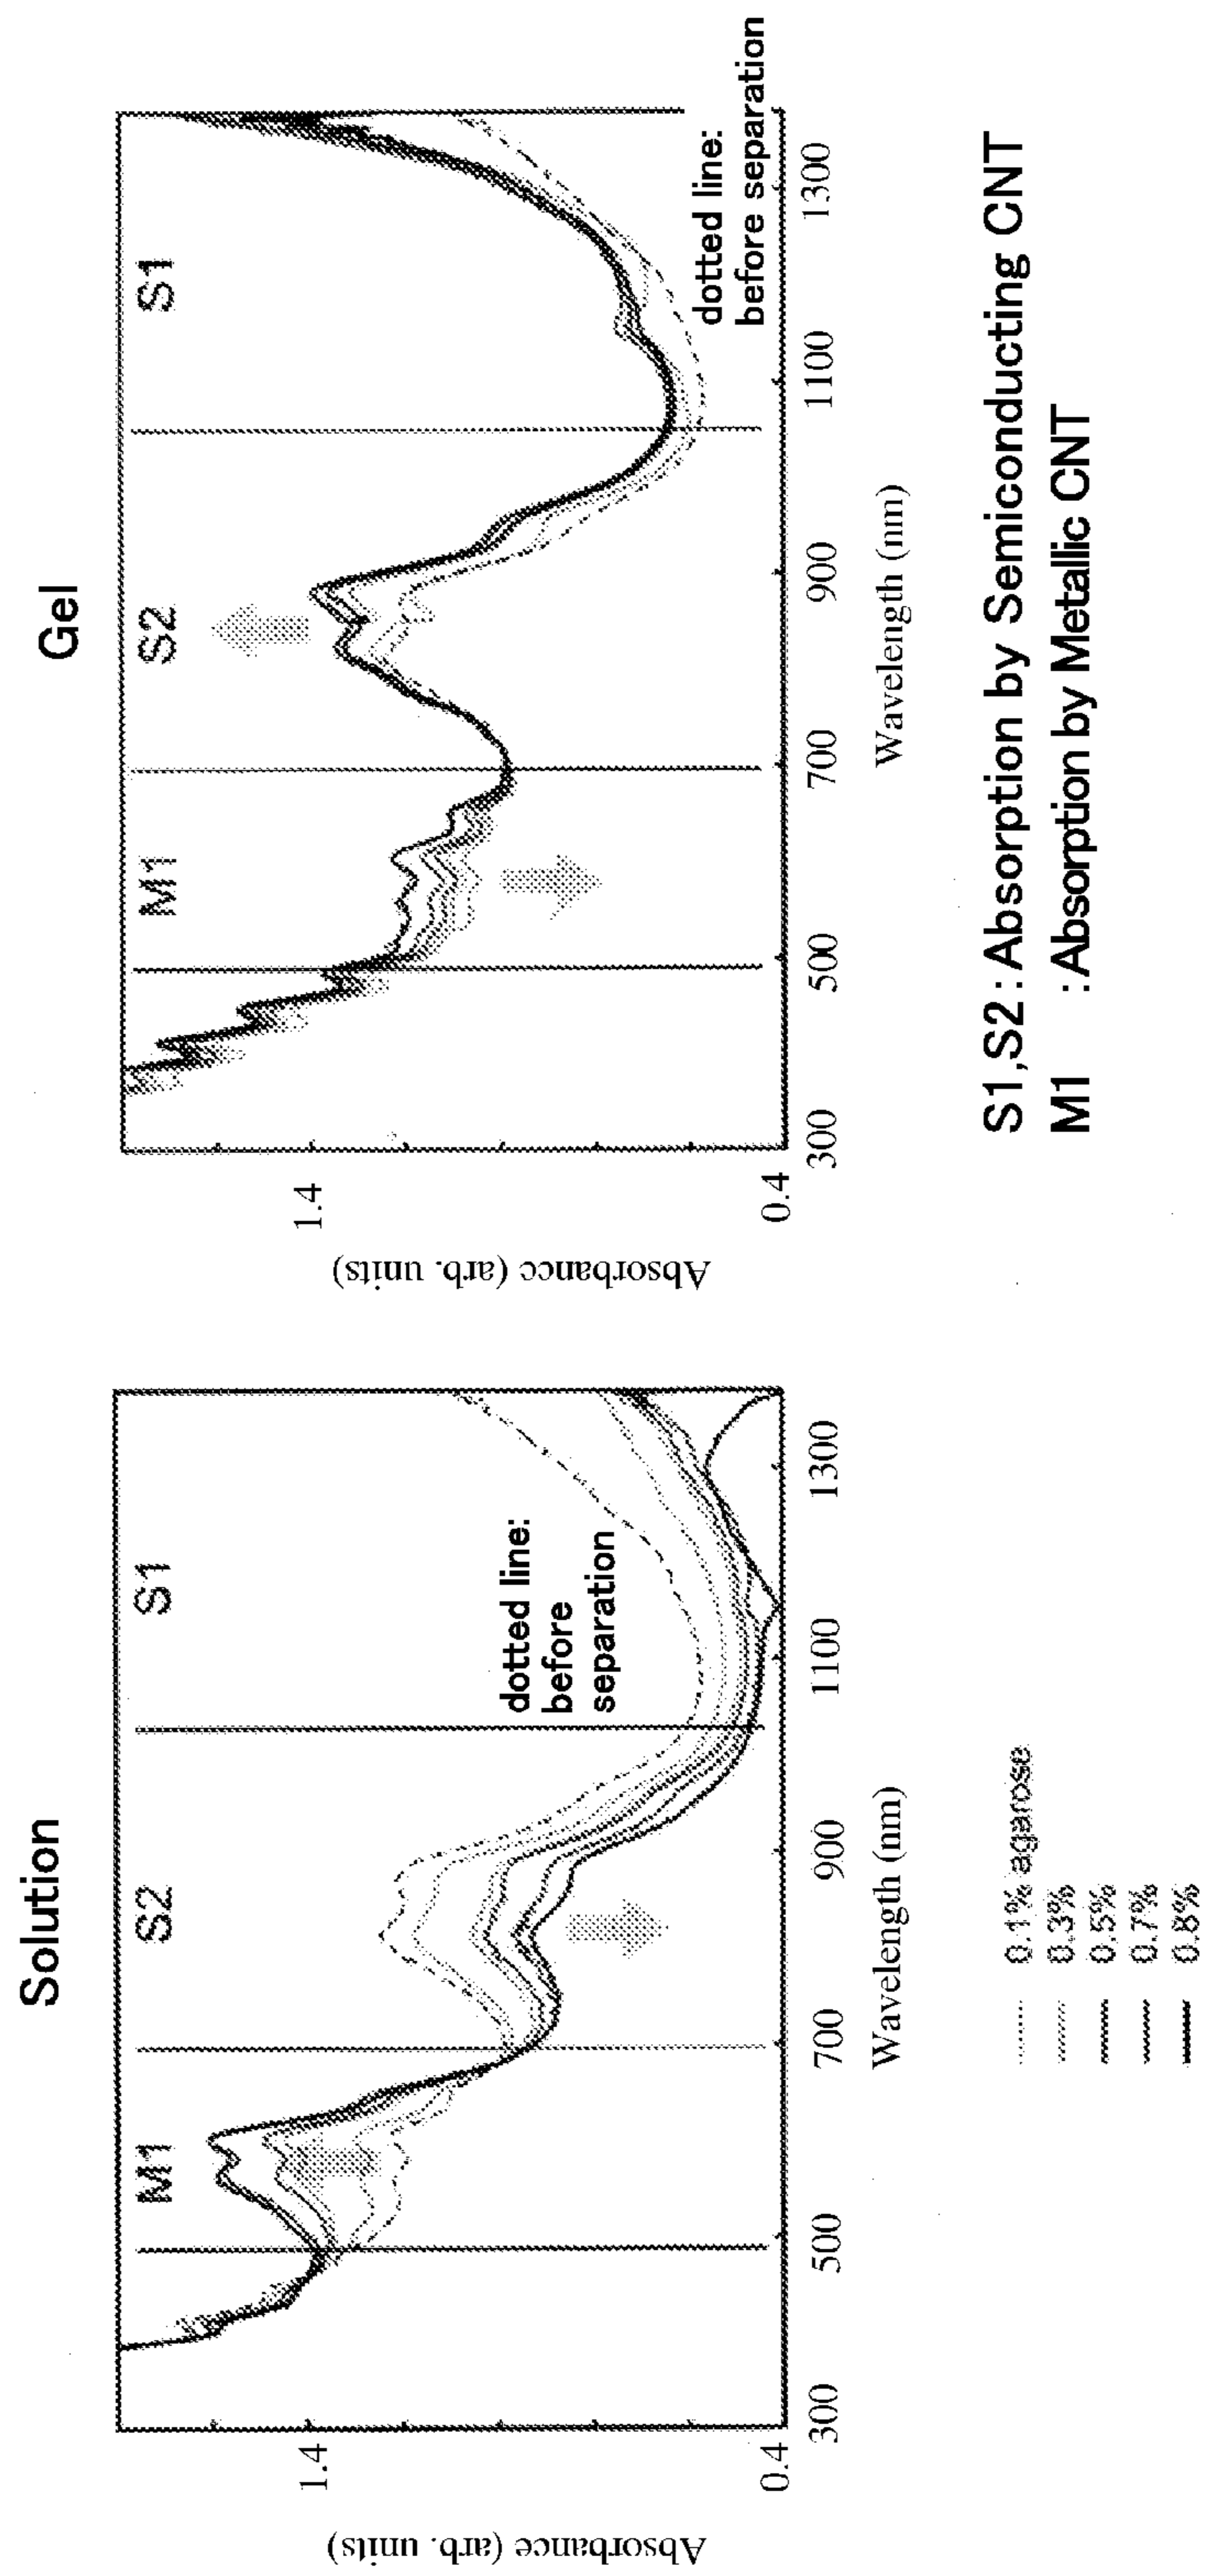 Solution
M1
S2
S1
dotted line:
before
separation
1.4
0.4
Absorbance (arb. units)
300
500
700
900
1100
1300
Wavelength (nm)
0.1% agarose
0.3%
0.5%
0.7%
0.8%
Gel
M1
S2
S1
dotted line:
before separation
1.4
0.4
Absorbance (arb. units)
300
500
700
900
1100
1300
Wavelength (nm)
S1,S2 : Absorption by Semiconducting CNT
M1 : Absorption by Metallic CNT